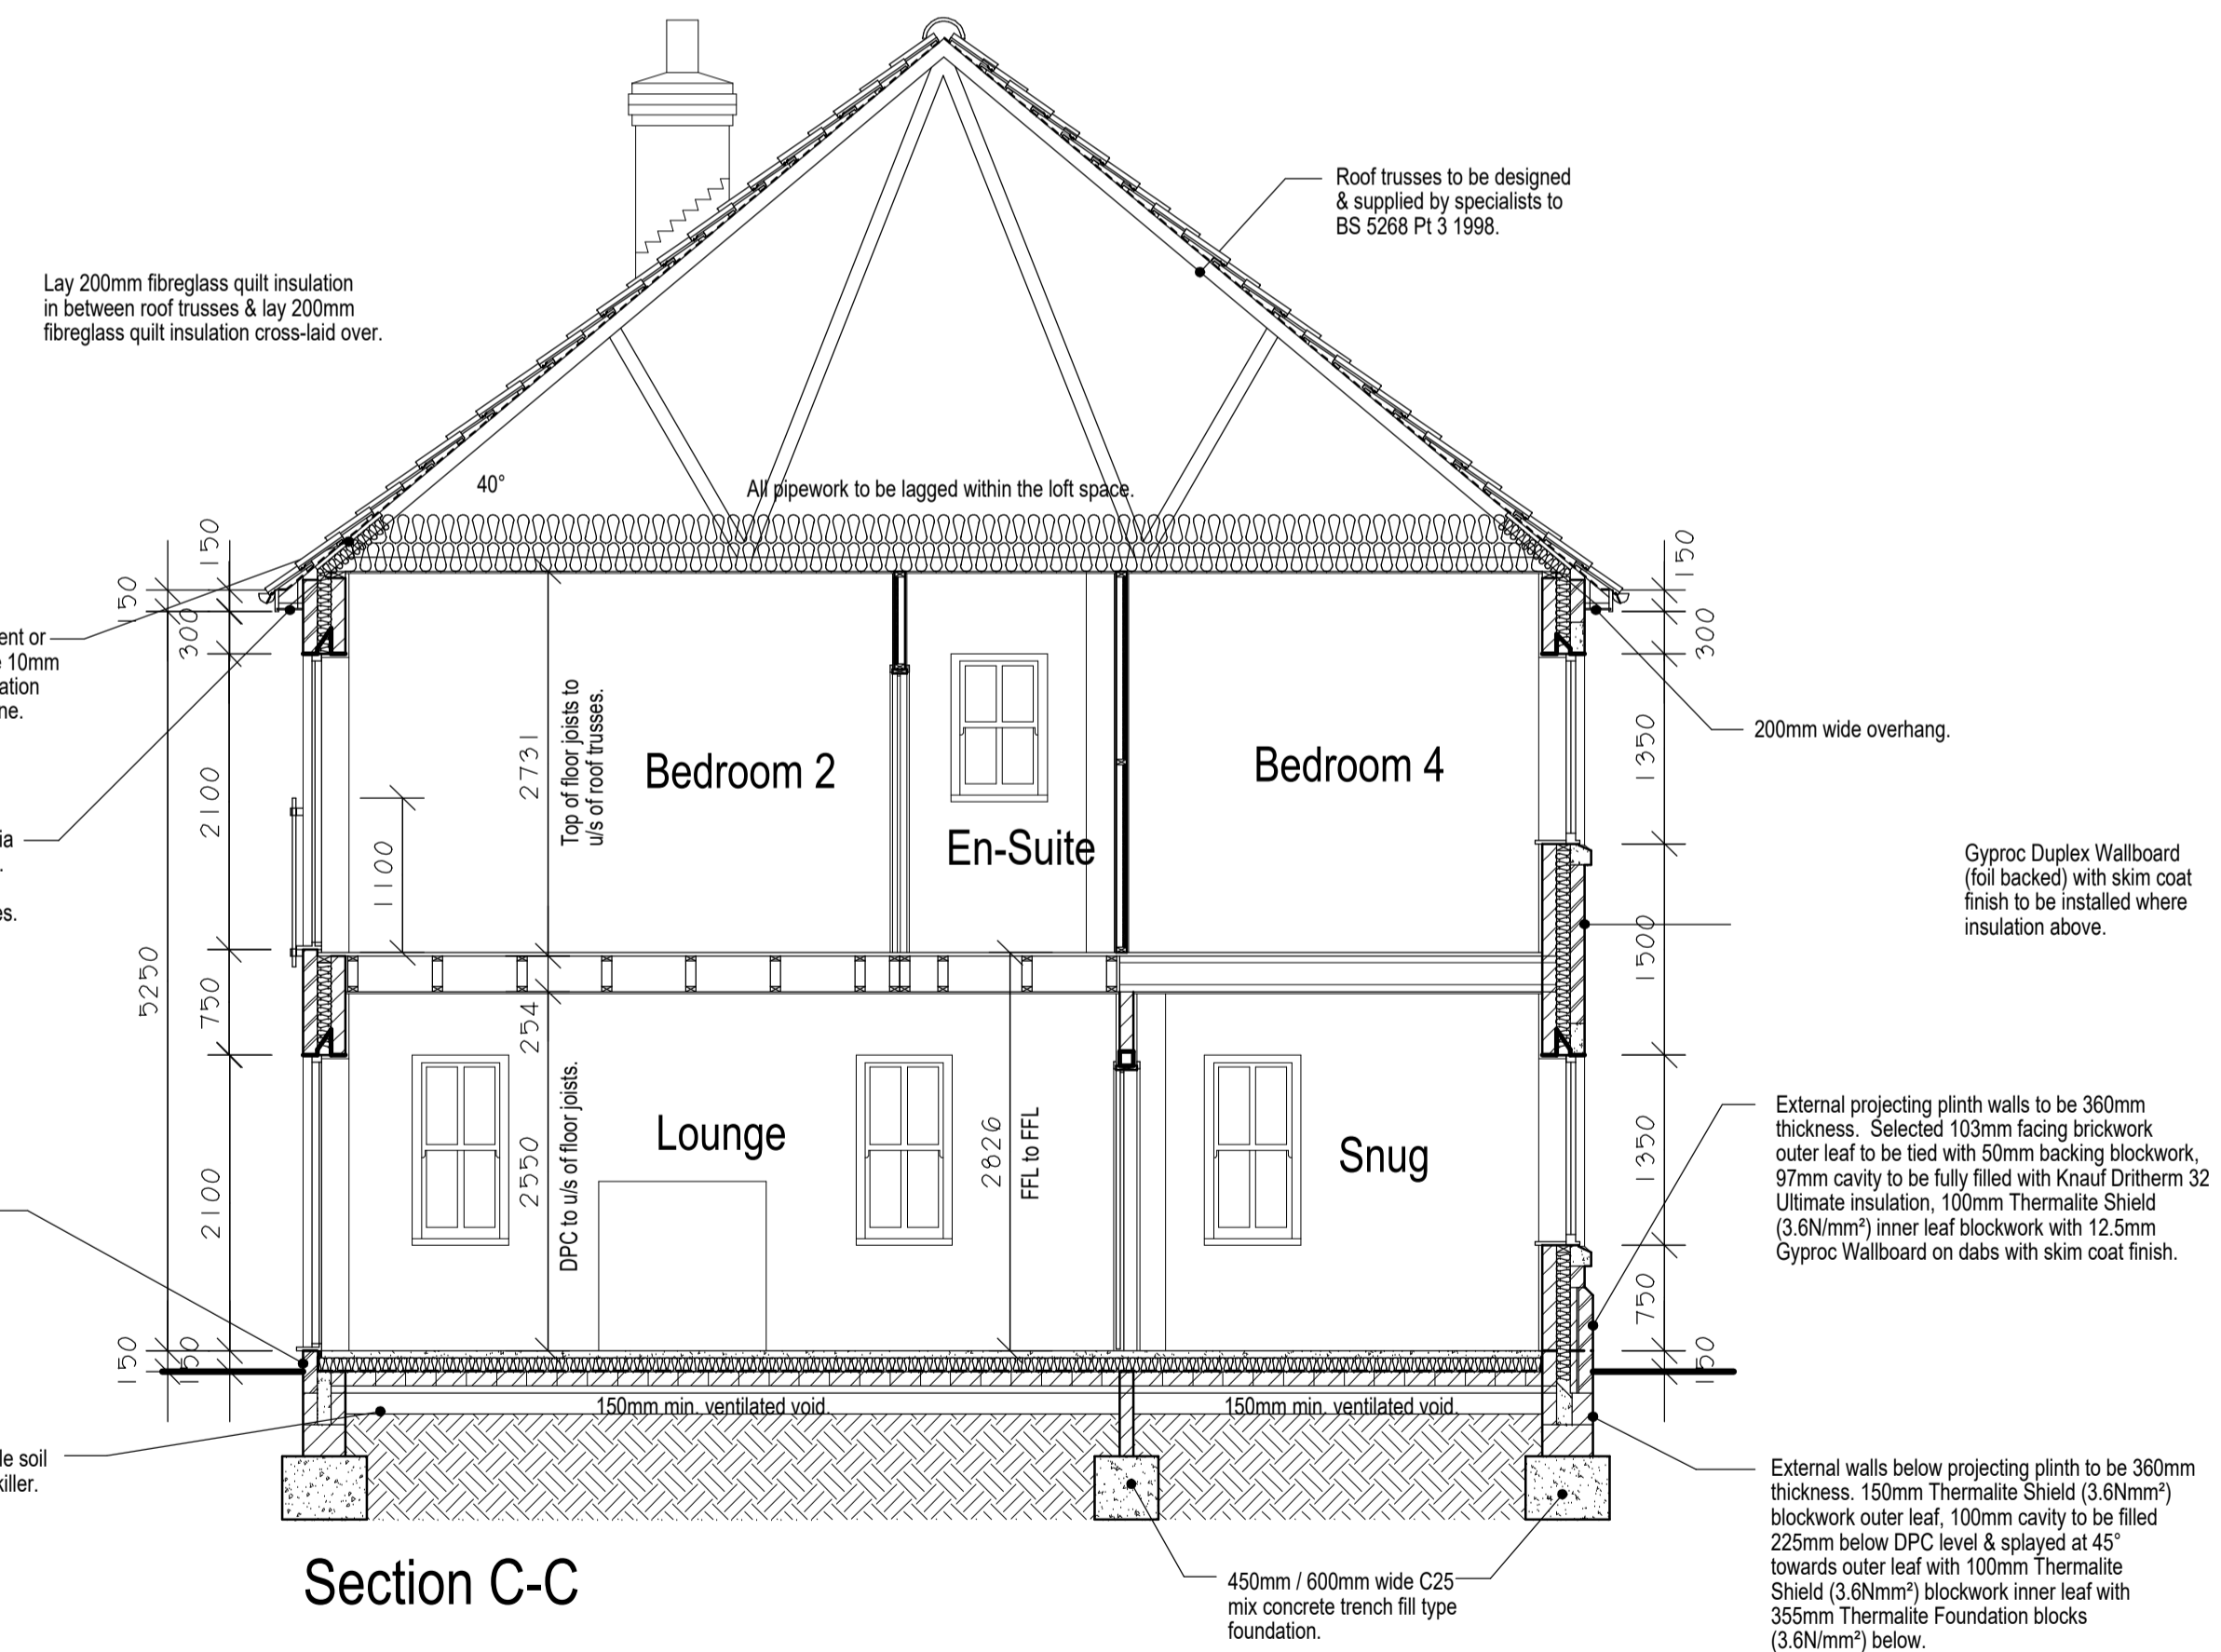 Roof trusses to be designed
& supplied by specialists to
BS 5268 Pt 3 1998.
Lay 200mm fibreglass quilt insulation
in between roof trusses & lay 200mm
fibreglass quilt insulation cross-laid over.
40°
All pipework to be lagged within the loft space.
150
150
300
2100
1100
5250
750
2100
150
150
ent or
10mm
ation
ne.
ia
es.
2731
Top of floor joists to
u/s of roof trusses.
Bedroom 2
En-Suite
Bedroom 4
254
2550
DPC to u/s of floor joists.
Lounge
2826
FFL to FFL
Snug
150
300
1350
1500
1350
750
150
200mm wide overhang.
Gyproc Duplex Wallboard
(foil backed) with skim coat
finish to be installed where
insulation above.
External projecting plinth walls to be 360mm
thickness. Selected 103mm facing brickwork
outer leaf to be tied with 50mm backing blockwork,
97mm cavity to be fully filled with Knauf Dritherm 32
Ultimate insulation, 100mm Thermalite Shield
(3.6N/mm²) inner leaf blockwork with 12.5mm
Gyproc Wallboard on dabs with skim coat finish.
150mm min. ventilated void.
150mm min. ventilated void.
le soil
killer.
External walls below projecting plinth to be 360mm
thickness. 150mm Thermalite Shield (3.6Nmm²)
blockwork outer leaf, 100mm cavity to be filled
225mm below DPC level & splayed at 45°
towards outer leaf with 100mm Thermalite
Shield (3.6Nmm²) blockwork inner leaf with
355mm Thermalite Foundation blocks
(3.6N/mm²) below.
450mm / 600mm wide C25
mix concrete trench fill type
foundation.
Section C-C